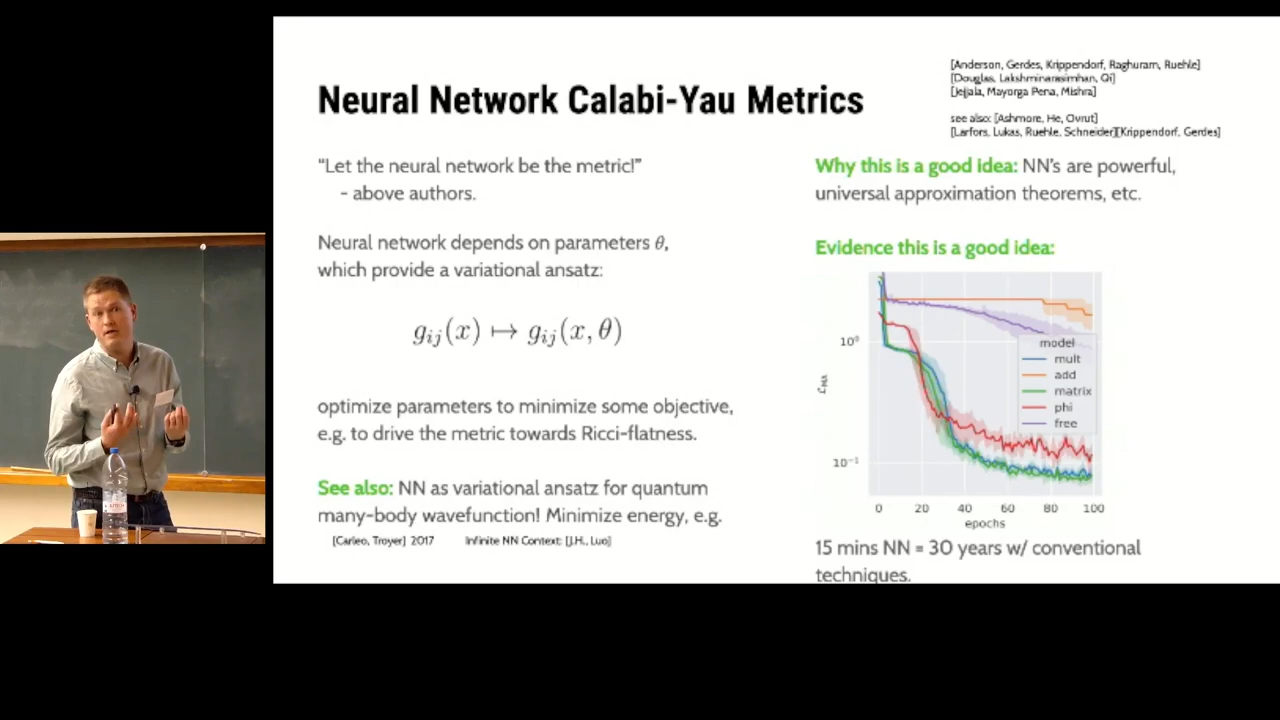 Neural Network Calabi-Yau Metrics
[Anderson, Gerdes, Krippendorf, Raghuram, Ruehle]
[Douglas, Lakshminarasimhan, Qi]
[Jejjala, Mayorga Pena, Mishra]
see also: [Ashmore, He, Ovrut]
[Larfors, Lukas, Ruehle, Schneider][Krippendorf, Gerdes]
“Let the neural network be the metric!”
- above authors.
Neural network depends on parameters θ,
which provide a variational ansatz:
g_{ij}(x) ↦ g_{ij}(x, θ)
optimize parameters to minimize some objective,
e.g. to drive the metric towards Ricci-flatness.
See also: NN as variational ansatz for quantum
many-body wavefunction! Minimize energy, e.g.
[Carleo, Troyer] 2017 Infinite NN Context: [J.H., Luo]
Why this is a good idea: NN’s are powerful,
universal approximation theorems, etc.
Evidence this is a good idea:
10⁰
10⁻¹
ℒ_{MA}
model
mult
add
matrix
phi
free
0 20 40 60 80 100
epochs
15 mins NN = 30 years w/ conventional
techniques.